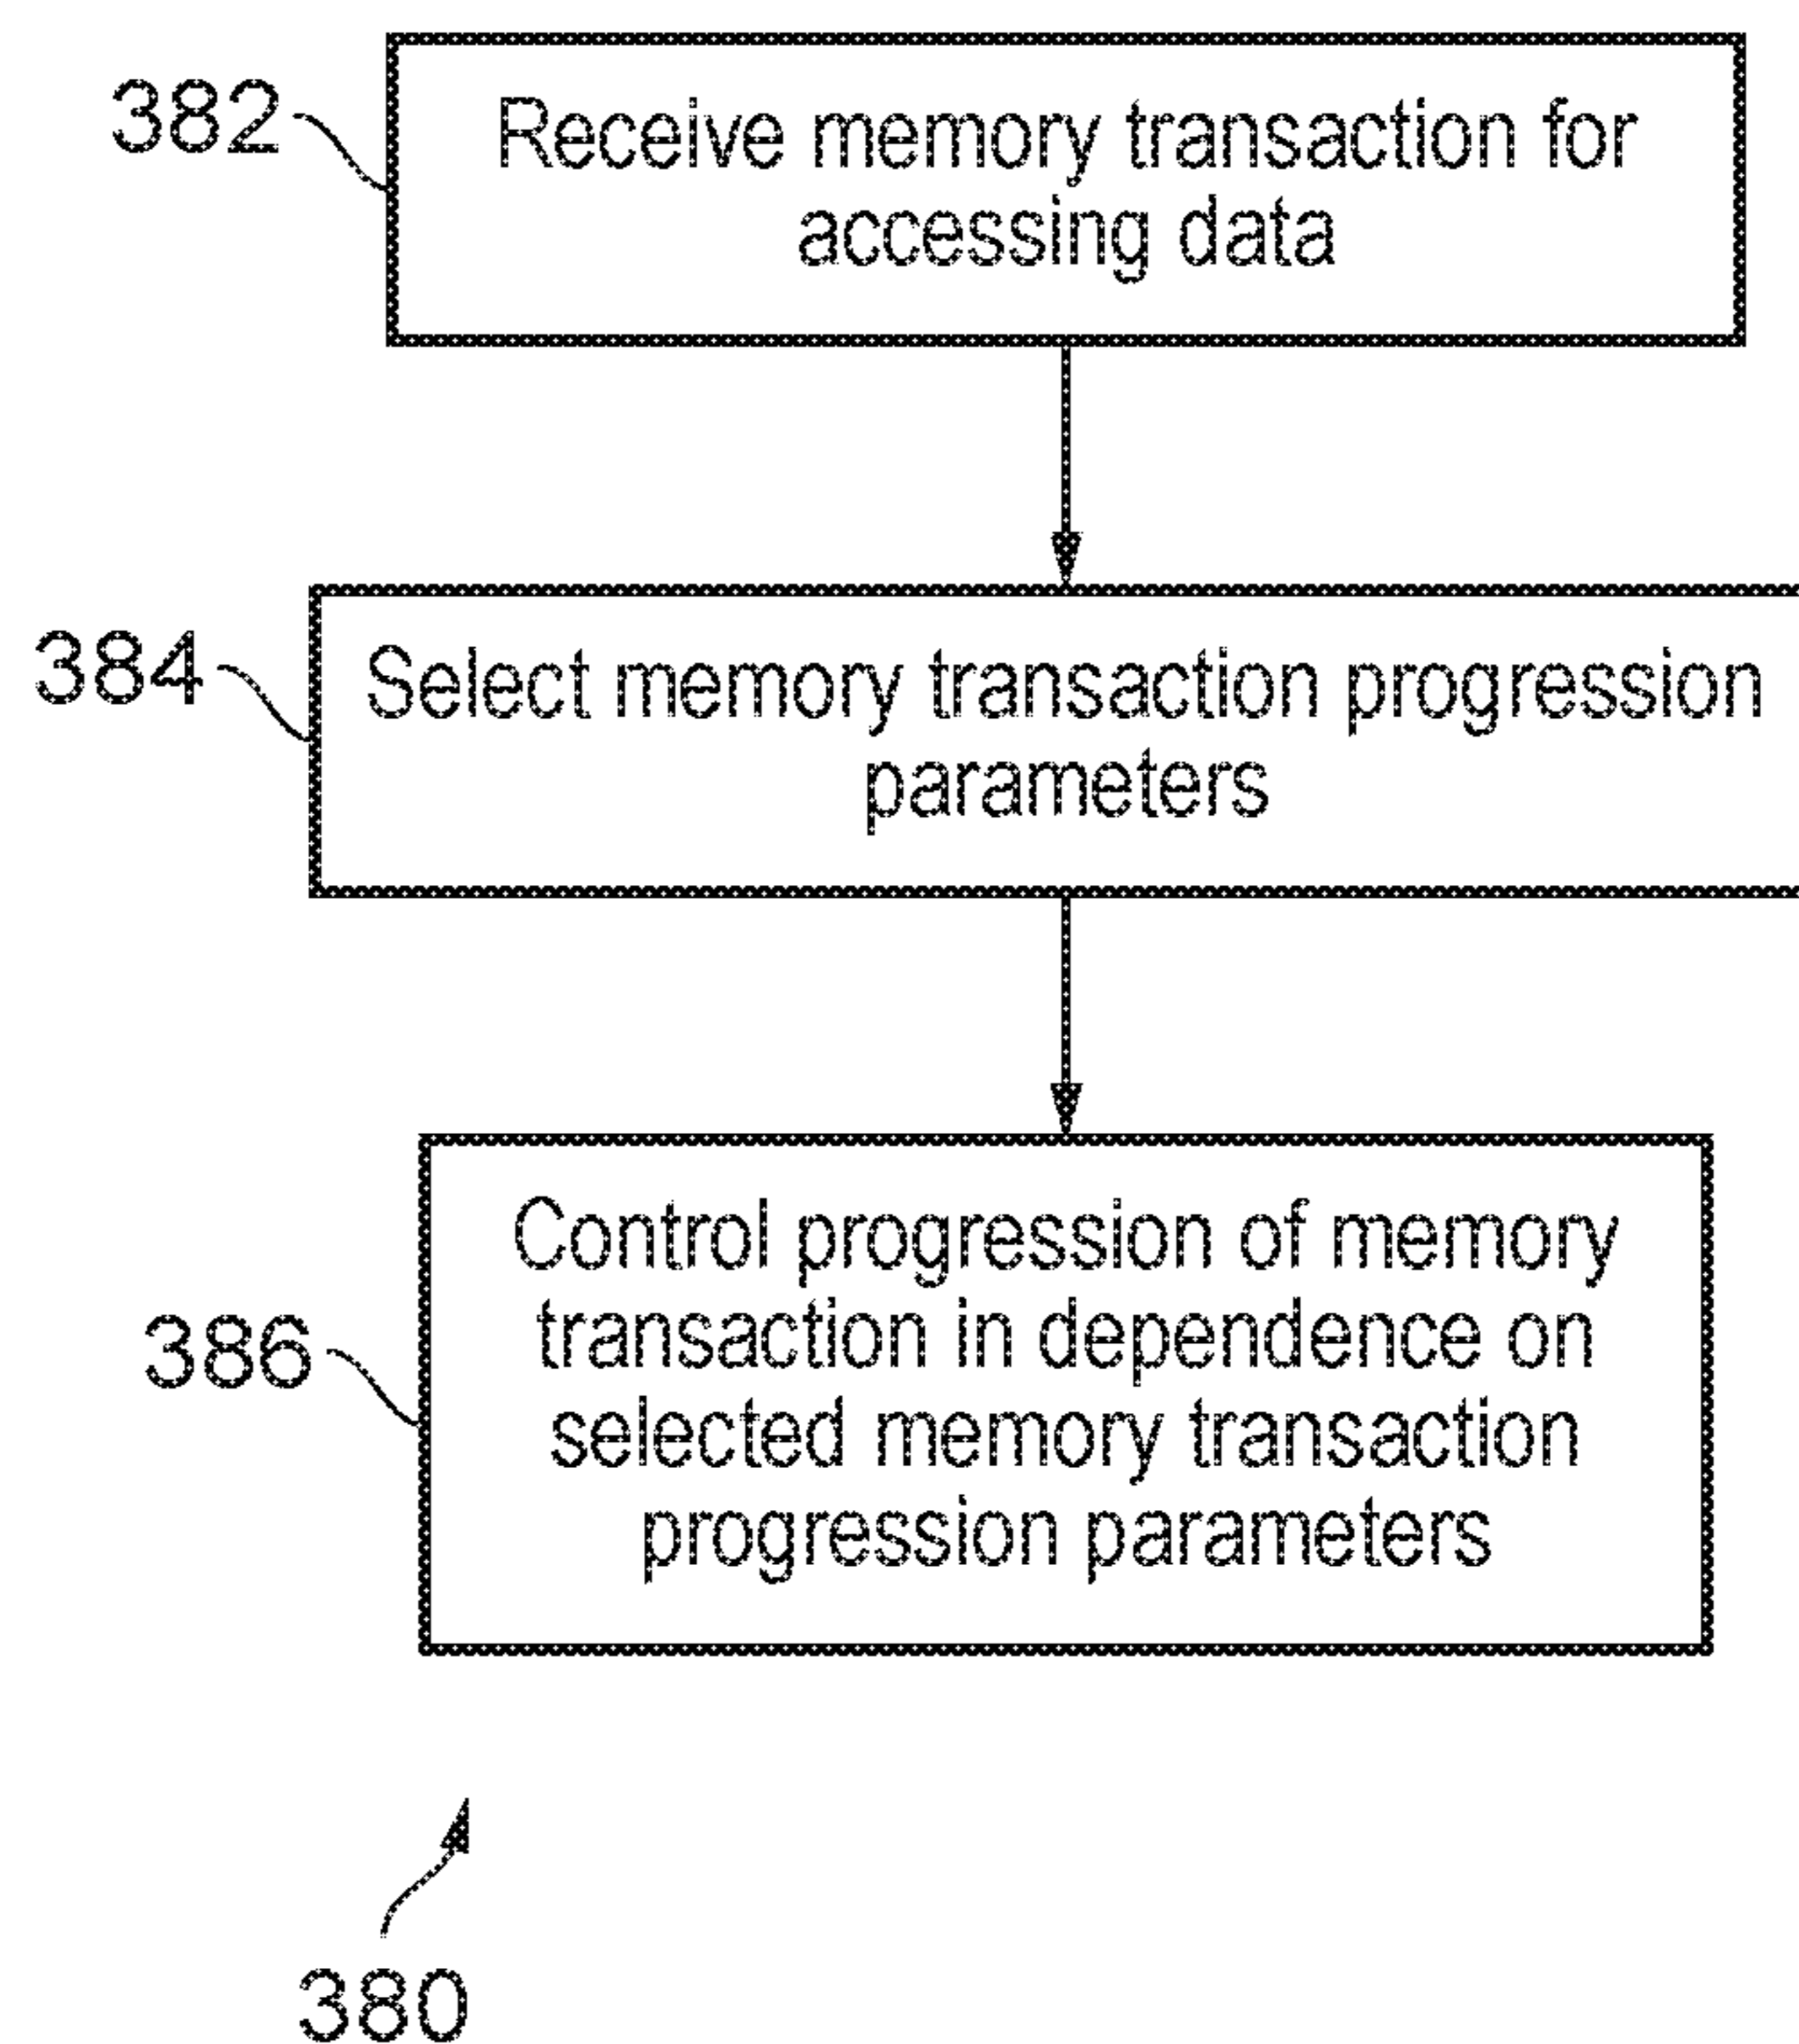 382
Receive memory transaction for
accessing data
384
Select memory transaction progression
parameters
386
Control progression of memory
transaction in dependence on
selected memory transaction
progression parameters
380